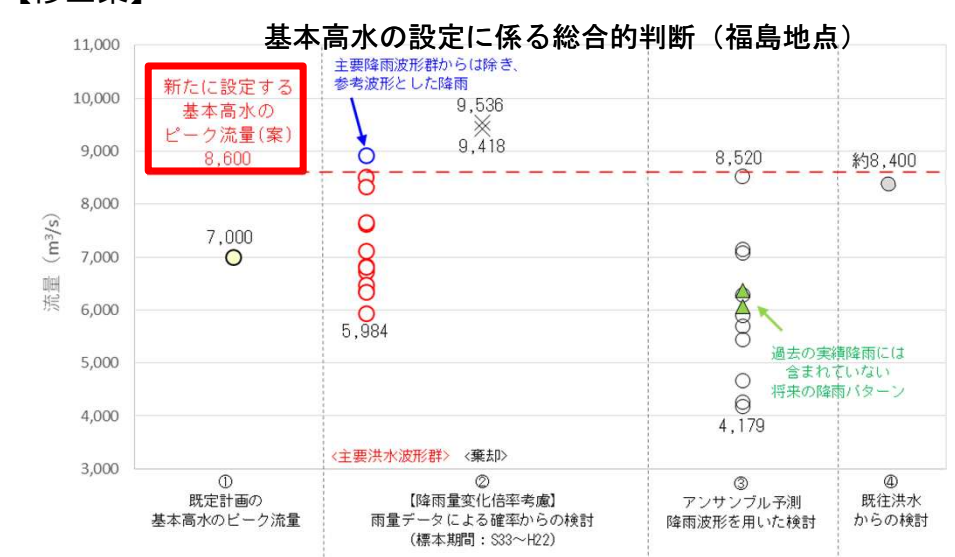 基本高水の設定に係る総合的判断（福島地点）
11,000
10,000
9,000
8,000
7,000
6,000
5,000
4,000
3,000
流量（m³/s）
新たに設定する
基本高水の
ピーク流量(案)
8,600
7,000
主要降雨波形群からは除き、
参考波形とした降雨
9,536
9,418
5,984
<主要洪水波形群> <棄却>
8,520
4,179
過去の実績降雨には
含まれていない
将来の降雨パターン
約8,400
①
既定計画の
基本高水のピーク流量
②
【降雨量変化倍率考慮】
雨量データによる確率からの検討
(標本期間：S33～H22)
③
アンサンブル予測
降雨波形を用いた検討
④
既往洪水
からの検討